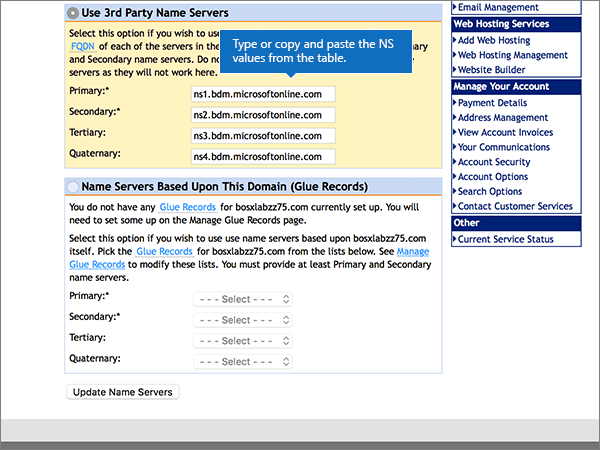 Use 3rd Party Name Servers
Select this option if you wish to use
FQDN of each of the servers in the
and Secondary name servers. Do no
servers as they will not work here.
Type or copy and paste the NS
values from the table.
Primary:* ns1.bdm.microsoftonline.com
Secondary:* ns2.bdm.microsoftonline.com
Tertiary: ns3.bdm.microsoftonline.com
Quaternary: ns4.bdm.microsoftonline.com
Name Servers Based Upon This Domain (Glue Records)
You do not have any Glue Records for bosxlabzz75.com currently set up. You will
need to set some up on the Manage Glue Records page.
Select this option if you wish to use use name servers based upon bosxlabzz75.com
itself. Pick the Glue Records for bosxlabzz75.com from the lists below. See Manage
Glue Records to modify these lists. You must provide at least Primary and Secondary
name servers.
Primary:* - - - Select - - -
Secondary:* - - - Select - - -
Tertiary: - - - Select - - -
Quaternary: - - - Select - - -
Update Name Servers
Email Management
Web Hosting Services
Add Web Hosting
Web Hosting Management
Website Builder
Manage Your Account
Payment Details
Address Management
View Account Invoices
Your Communications
Account Security
Account Options
Search Options
Contact Customer Services
Other
Current Service Status